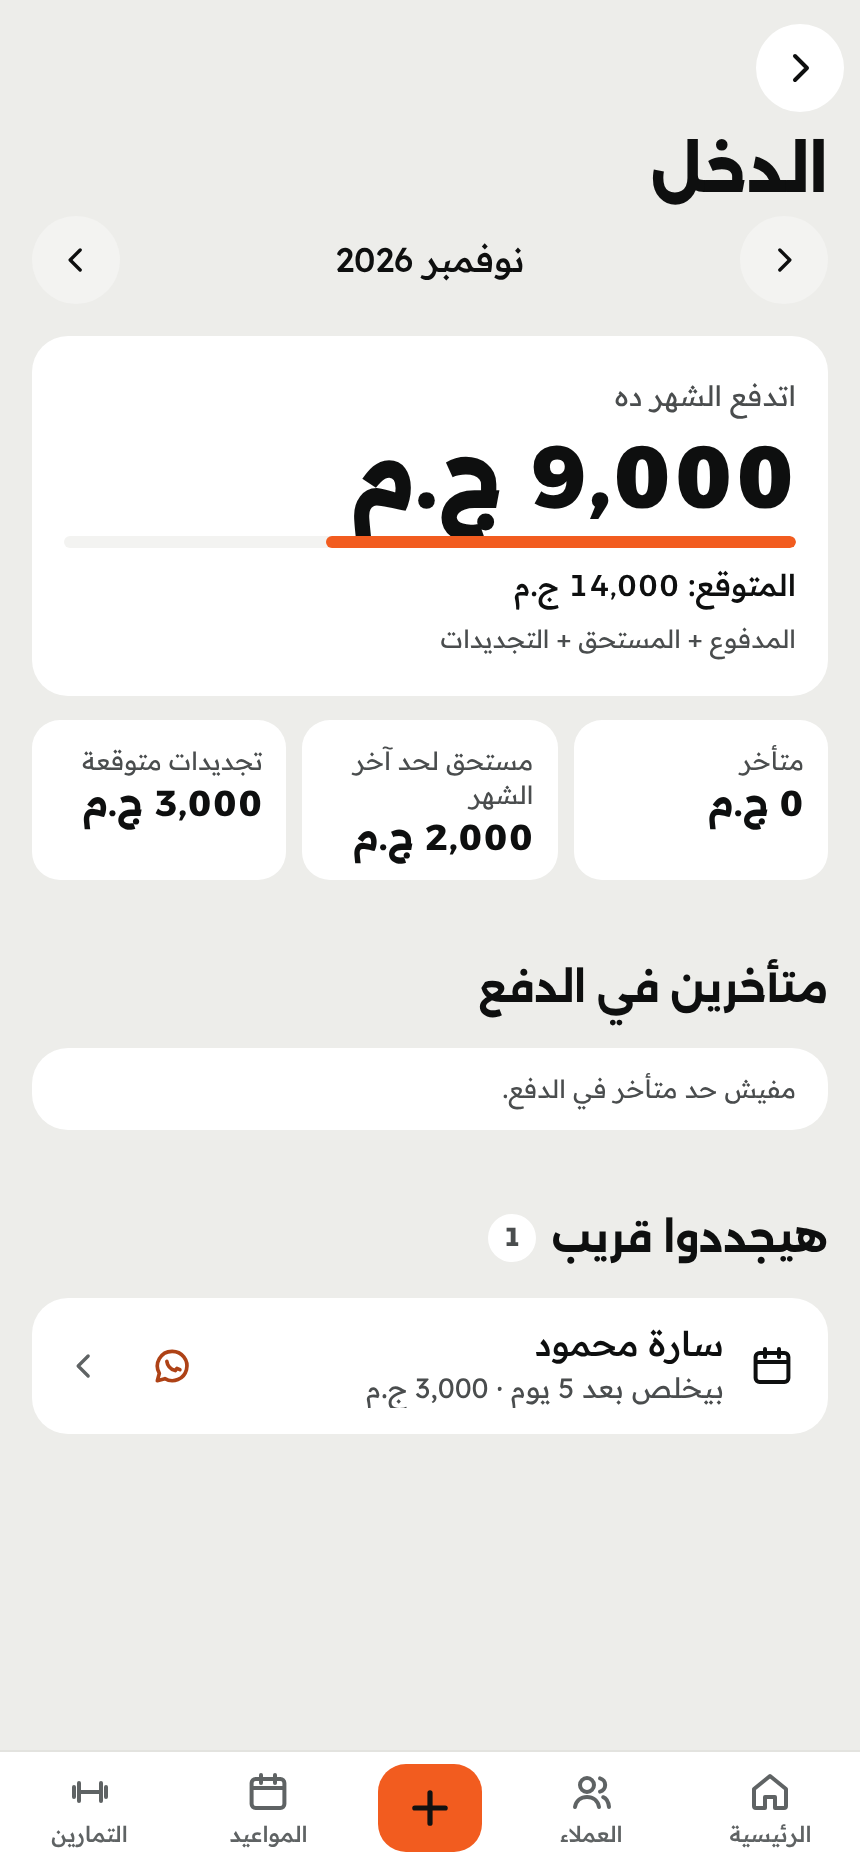 الدخل
نوفمبر 2026
اتدفع الشهر ده
9,000 ج.م
المتوقع: 14,000 ج.م
المدفوع + المستحق + التجديدات
متأخر
0 ج.م
مستحق لحد آخر
الشهر
2,000 ج.م
تجديدات متوقعة
3,000 ج.م
متأخرين في الدفع
مفيش حد متأخر في الدفع.
هيجددوا قريب 1
سارة محمود
بيخلص بعد 5 يوم · 3,000 ج.م
الرئيسية
العملاء
المواعيد
التمارين